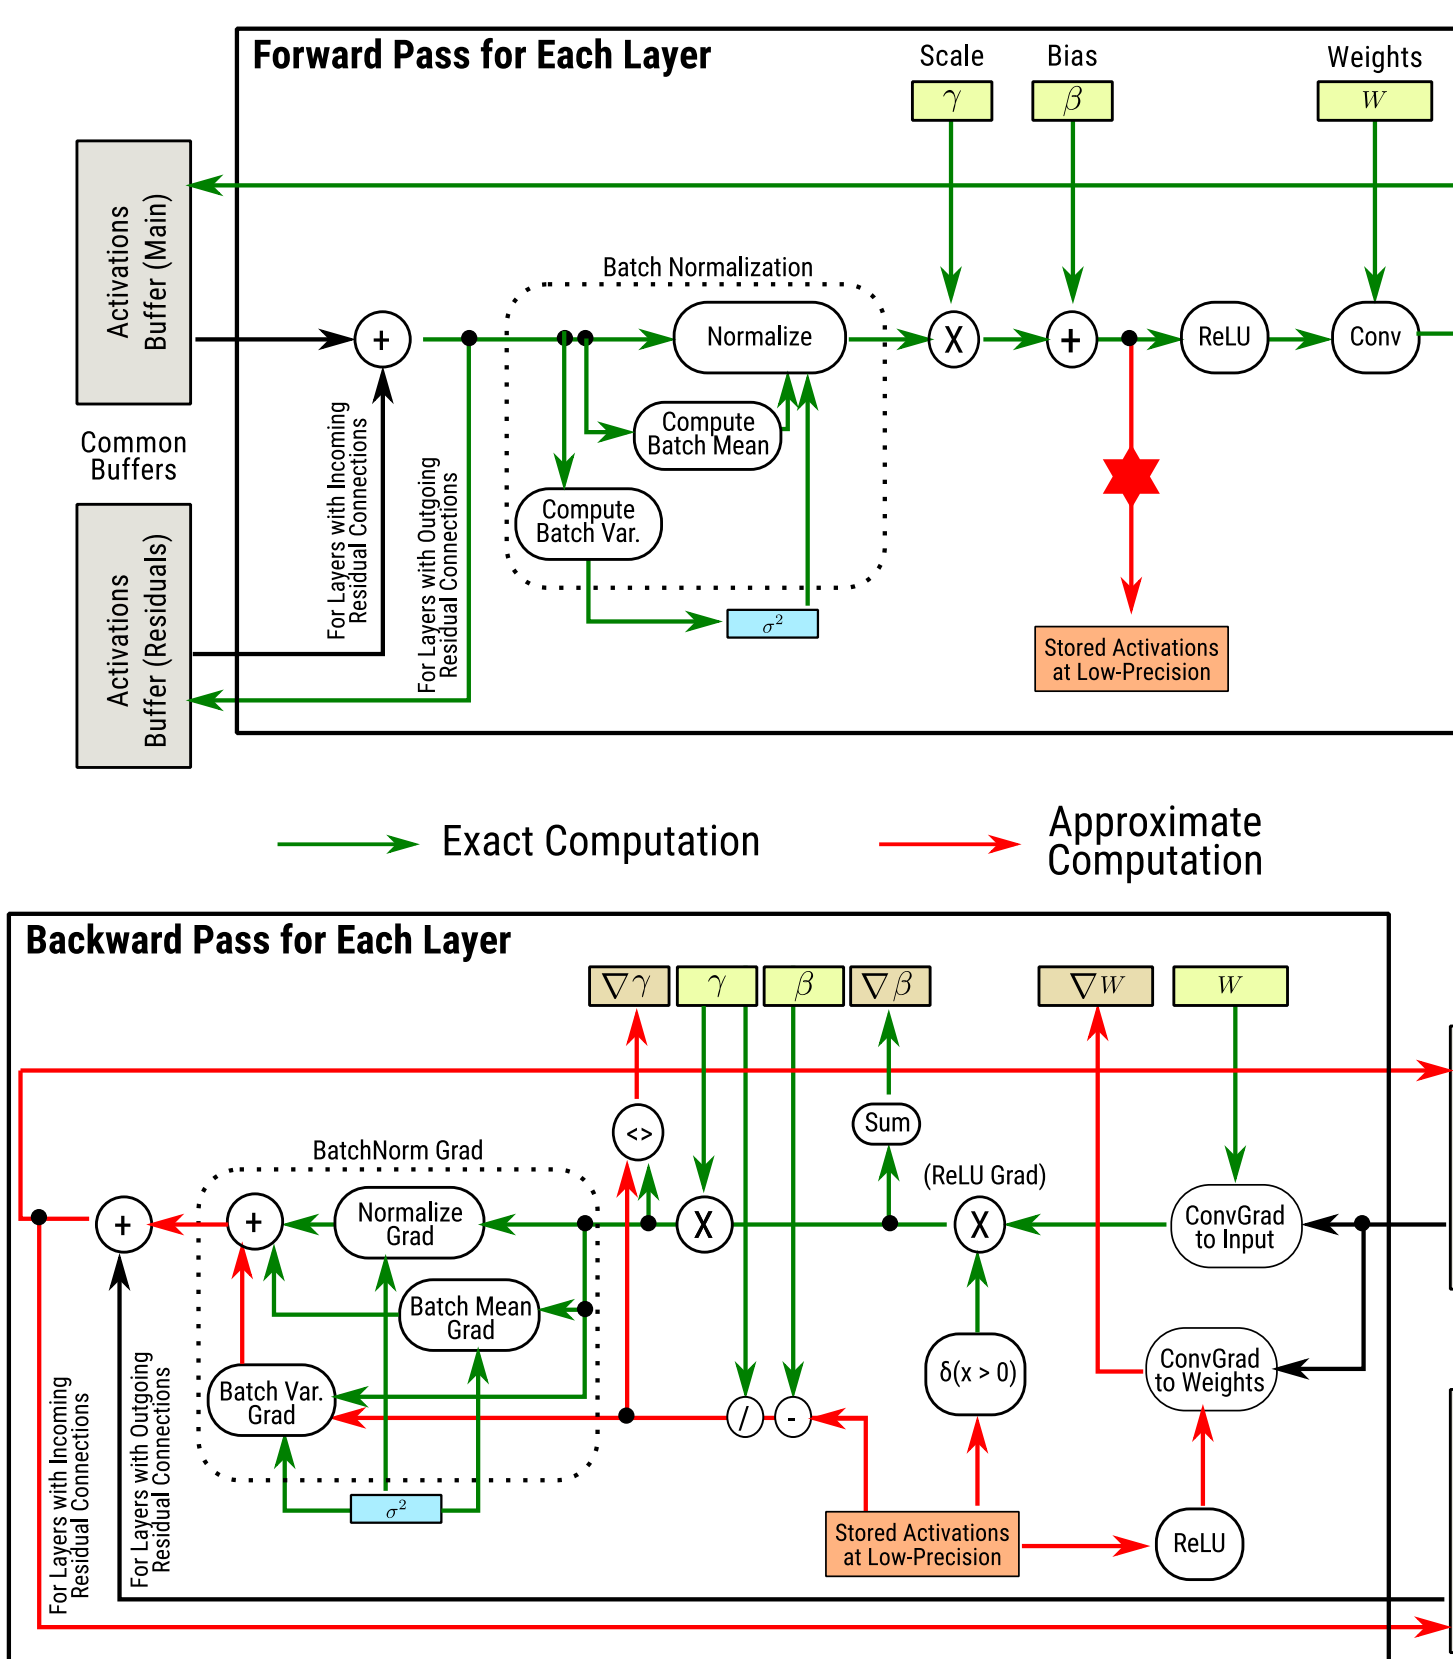 Forward Pass for Each Layer
Scale
Bias
Weights
γ
β
W
Activations
Buffer (Main)
Batch Normalization
+
Normalize
X
+
ReLU
Conv
Compute
Batch Mean
Common
Buffers
For Layers with Incoming
Residual Connections
For Layers with Outgoing
Residual Connections
Compute
Batch Var.
σ²
Activations
Buffer (Residuals)
Stored Activations
at Low-Precision
Exact Computation
Approximate
Computation
Backward Pass for Each Layer
∇γ
γ
β
∇β
∇W
W
<>
Sum
BatchNorm Grad
(ReLU Grad)
+
+
Normalize
Grad
X
X
ConvGrad
to Input
Batch Mean
Grad
Batch Var.
Grad
/
-
δ(x > 0)
ConvGrad
to Weights
For Layers with Incoming
Residual Connections
For Layers with Outgoing
Residual Connections
σ²
Stored Activations
at Low-Precision
ReLU